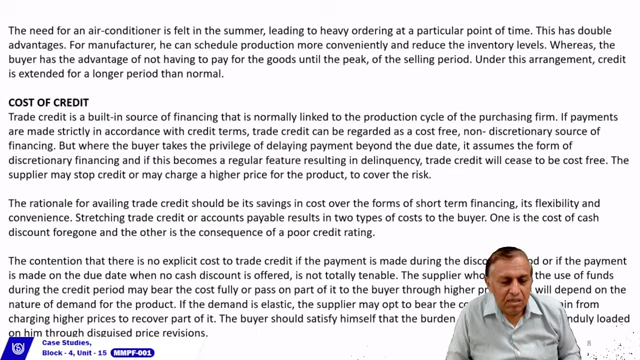 The need for an air-conditioner is felt in the summer, leading to heavy ordering at a particular point of time. This has double
advantages. For manufacturer, he can schedule production more conveniently and reduce the inventory levels. Whereas, the
buyer has the advantage of not having to pay for the goods until the peak, of the selling period. Under this arrangement, credit
is extended for a longer period than normal.
COST OF CREDIT
Trade credit is a built-in source of financing that is normally linked to the production cycle of the purchasing firm. If payments
are made strictly in accordance with credit terms, trade credit can be regarded as a cost free, non- discretionary source of
financing. But where the buyer takes the privilege of delaying payment beyond the due date, it assumes the form of
discretionary financing and if this becomes a regular feature resulting in delinquency, trade credit will cease to be cost free. The
supplier may stop credit or may charge a higher price for the product, to cover the risk.
The rationale for availing trade credit should be its savings in cost over the forms of short term financing, its flexibility and
convenience. Stretching trade credit or accounts payable results in two types of costs to the buyer. One is the cost of cash
discount foregone and the other is the consequence of a poor credit rating.
The contention that there is no explicit cost to trade credit if the payment is made during the or if the payment
is made on the due date when no cash discount is offered, is not totally tenable. The supplier the use of funds
during the credit period may bear the cost fully or pass on part of it to the buyer through higher will depend on
the nature of demand for the product. If the demand is elastic, the supplier may opt to bear the from
charging higher prices to recover part of it. The buyer should satisfy himself that the burden loaded
on him through disguised price revisions.
Case Studies,
Block - 4, Unit - 15
MMPF-001
8